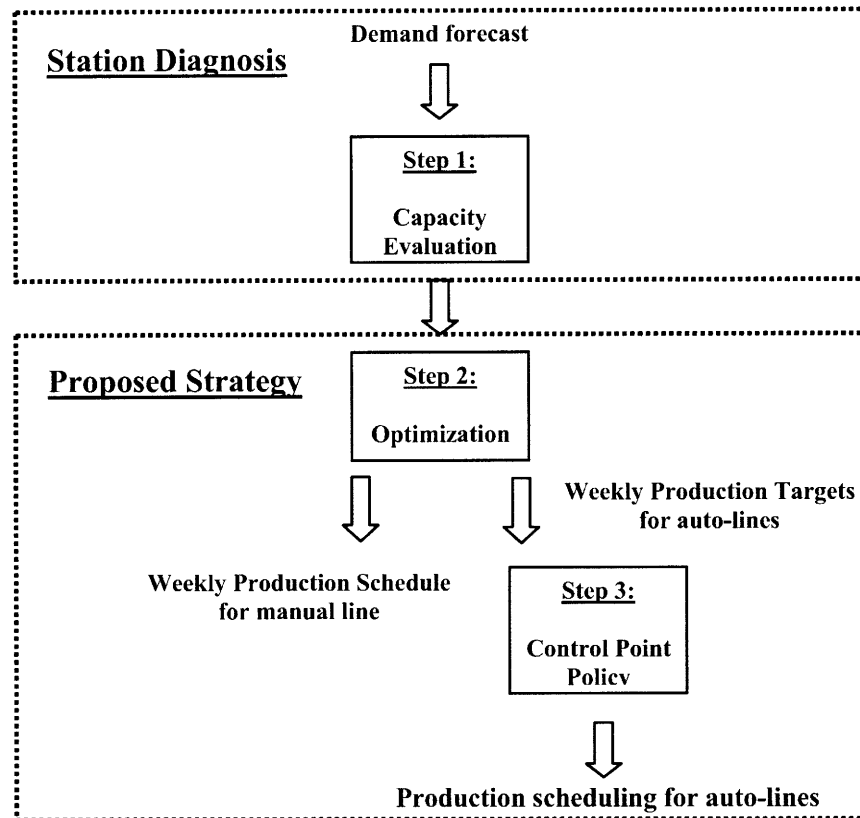 Demand forecast
Station Diagnosis
Step 1:
Capacity
Evaluation
Proposed Strategy
Step 2:
Optimization
Weekly Production Targets
for auto-lines
Weekly Production Schedule
for manual line
Step 3:
Control Point
Policy
Production scheduling for auto-lines